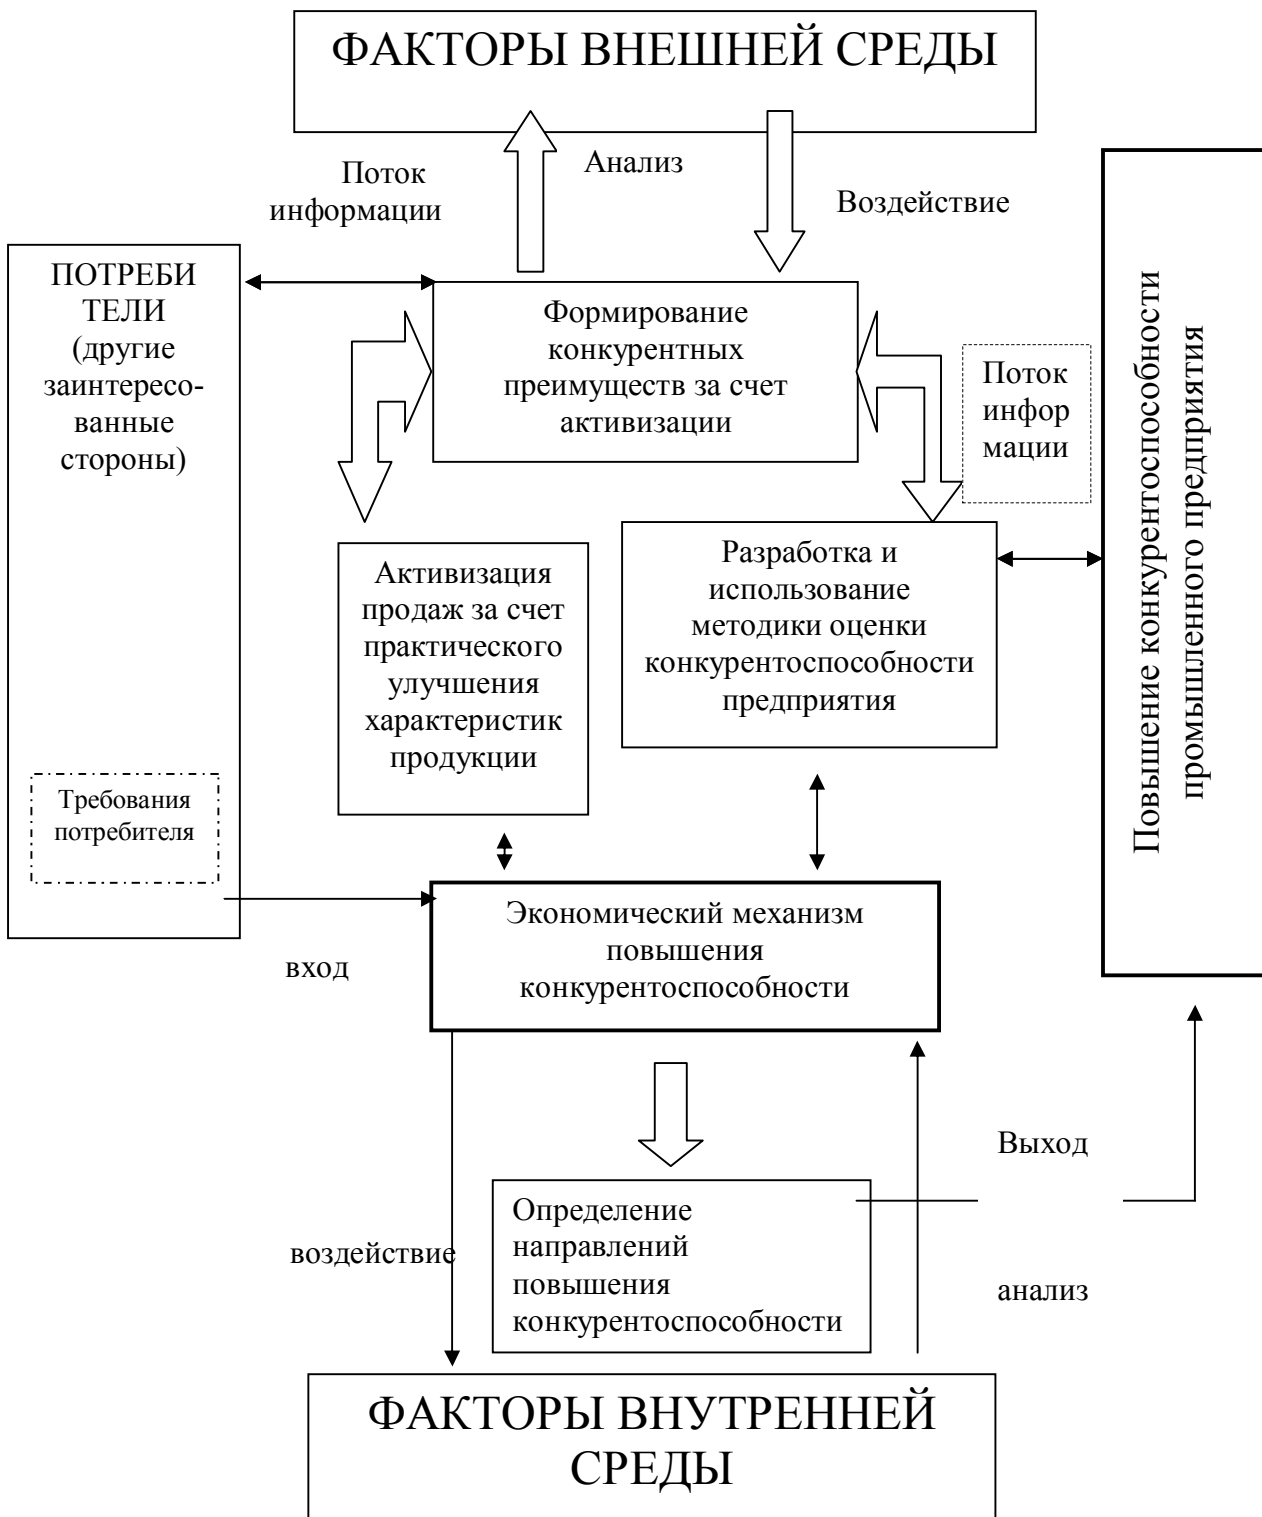 ФАКТОРЫ ВНЕШНЕЙ СРЕДЫ
Поток
информации
Анализ
Воздействие
ПОТРЕБИ
ТЕЛИ
(другие
заинтересо-
ванные
стороны)
Формирование
конкурентных
преимуществ за счет
активизации
Поток
инфор
мации
Повышение конкурентоспособности
промышленного предприятия
Активизация
продаж за счет
практического
улучшения
характеристик
продукции
Разработка и
использование
методики оценки
конкурентоспособности
предприятия
Требования
потребителя
вход
Экономический механизм
повышения
конкурентоспособности
Выход
воздействие
Определение
направлений
повышения
конкурентоспособности
анализ
ФАКТОРЫ ВНУТРЕННЕЙ
СРЕДЫ